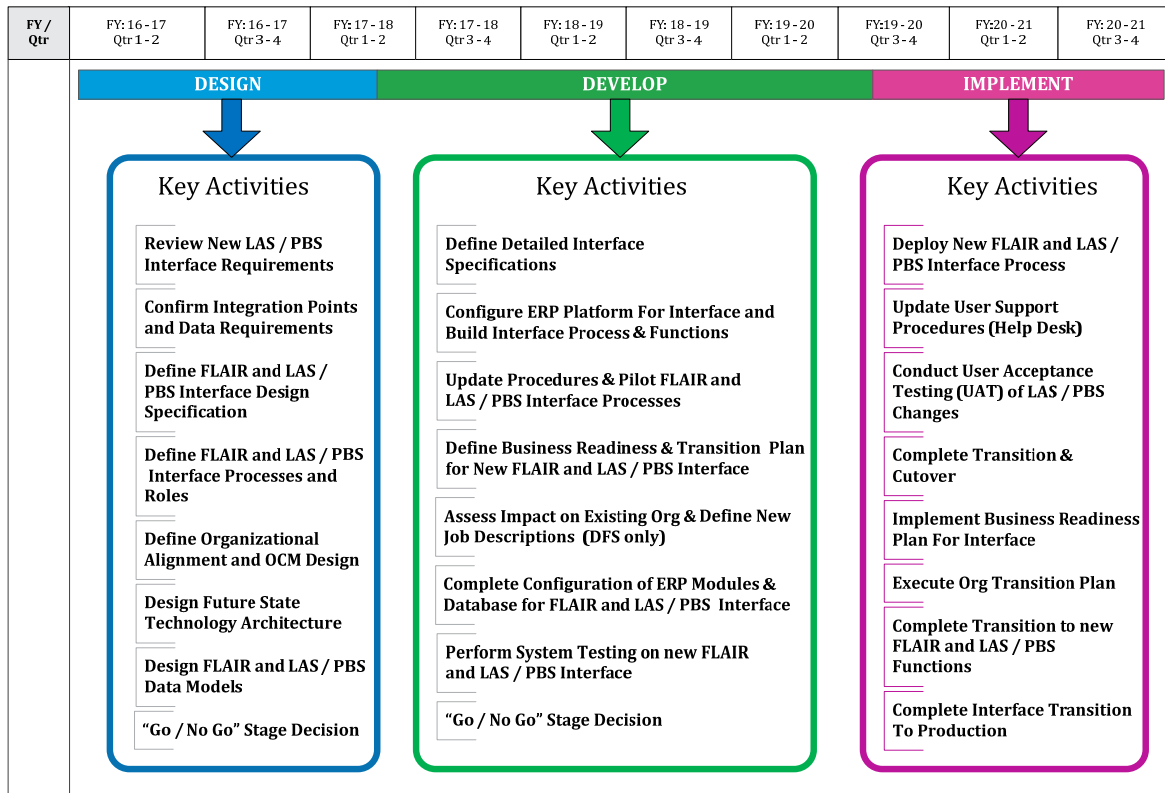 FY / Qtr
FY: 16 - 17 Qtr 1 - 2
FY: 16 - 17 Qtr 3 - 4
FY: 17 - 18 Qtr 1 - 2
FY: 17 - 18 Qtr 3 - 4
FY: 18 - 19 Qtr 1 - 2
FY: 18 - 19 Qtr 3 - 4
FY: 19 - 20 Qtr 1 - 2
FY:19 - 20 Qtr 3 - 4
FY:20 - 21 Qtr 1 - 2
FY: 20 - 21 Qtr 3 - 4
DESIGN
DEVELOP
IMPLEMENT
Key Activities
Review New LAS / PBS
Interface Requirements
Confirm Integration Points
and Data Requirements
Define FLAIR and LAS /
PBS Interface Design
Specification
Define FLAIR and LAS / PBS
Interface Processes and
Roles
Define Organizational
Alignment and OCM Design
Design Future State
Technology Architecture
Design FLAIR and LAS / PBS
Data Models
“Go / No Go” Stage Decision
Key Activities
Define Detailed Interface
Specifications
Configure ERP Platform For Interface and
Build Interface Process & Functions
Update Procedures & Pilot FLAIR and
LAS / PBS Interface Processes
Define Business Readiness & Transition Plan
for New FLAIR and LAS / PBS Interface
Assess Impact on Existing Org & Define New
Job Descriptions (DFS only)
Complete Configuration of ERP Modules &
Database for FLAIR and LAS / PBS Interface
Perform System Testing on new FLAIR
and LAS / PBS Interface
“Go / No Go” Stage Decision
Key Activities
Deploy New FLAIR and LAS /
PBS Interface Process
Update User Support
Procedures (Help Desk)
Conduct User Acceptance
Testing (UAT) of LAS / PBS
Changes
Complete Transition &
Cutover
Implement Business Readiness
Plan For Interface
Execute Org Transition Plan
Complete Transition to new
FLAIR and LAS / PBS
Functions
Complete Interface Transition
To Production